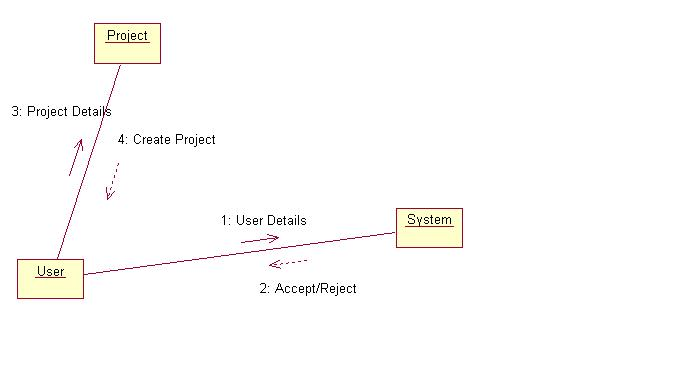 Project
3: Project Details
4: Create Project
1: User Details
System
User
2: Accept/Reject